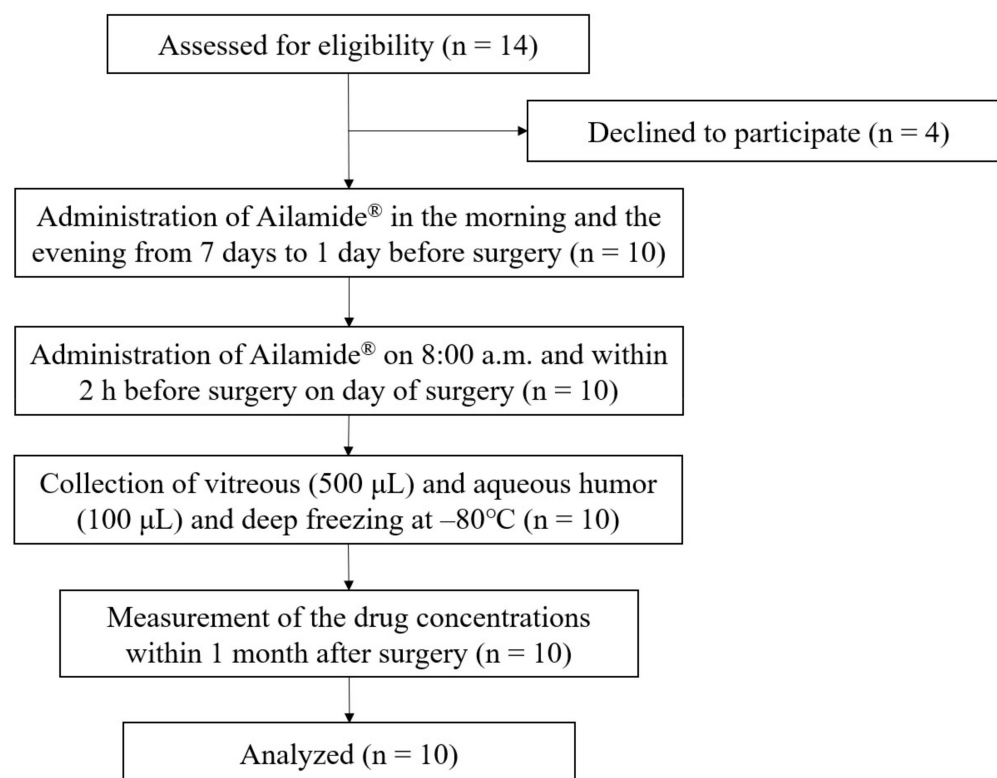 Assessed for eligibility (n = 14)
Declined to participate (n = 4)
Administration of Ailamide® in the morning and the
evening from 7 days to 1 day before surgery (n = 10)
Administration of Ailamide® on 8:00 a.m. and within
2 h before surgery on day of surgery (n = 10)
Collection of vitreous (500 μL) and aqueous humor
(100 μL) and deep freezing at –80℃ (n = 10)
Measurement of the drug concentrations
within 1 month after surgery (n = 10)
Analyzed (n = 10)